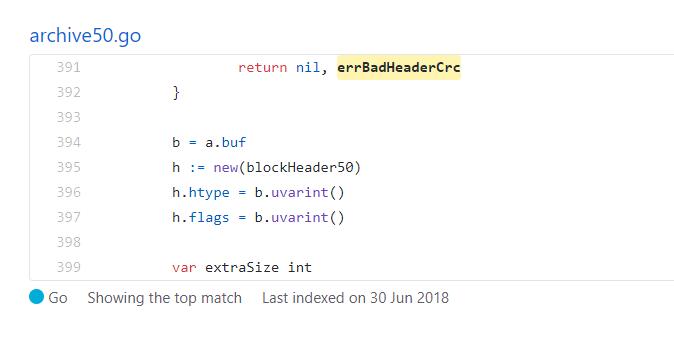 archive50.go
391 return nil, errBadHeaderCrc
392 }
393
394 b = a.buf
395 h := new(blockHeader50)
396 h.htype = b.uvarint()
397 h.flags = b.uvarint()
398
399 var extraSize int
Go Showing the top match Last indexed on 30 Jun 2018